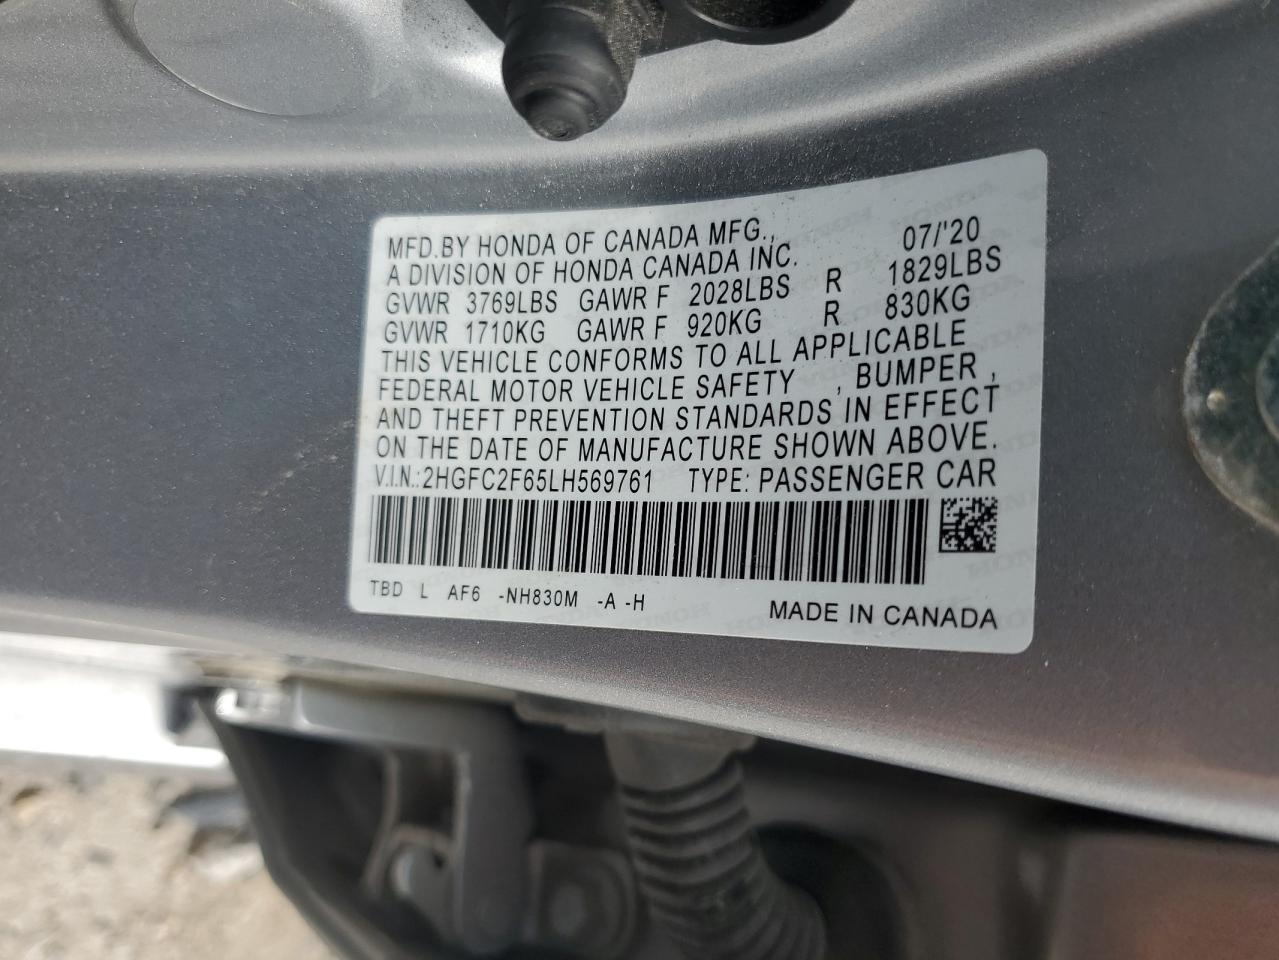 MFD.BY HONDA OF CANADA MFG., 07/'20
A DIVISION OF HONDA CANADA INC.
GVWR 3769LBS GAWR F 2028LBS R 1829LBS
GVWR 1710KG GAWR F 920KG R 830KG
THIS VEHICLE CONFORMS TO ALL APPLICABLE
FEDERAL MOTOR VEHICLE SAFETY , BUMPER ,
AND THEFT PREVENTION STANDARDS IN EFFECT
ON THE DATE OF MANUFACTURE SHOWN ABOVE.
V.I.N.:2HGFC2F65LH569761 TYPE: PASSENGER CAR
TBD L AF6 -NH830M -A -H
MADE IN CANADA